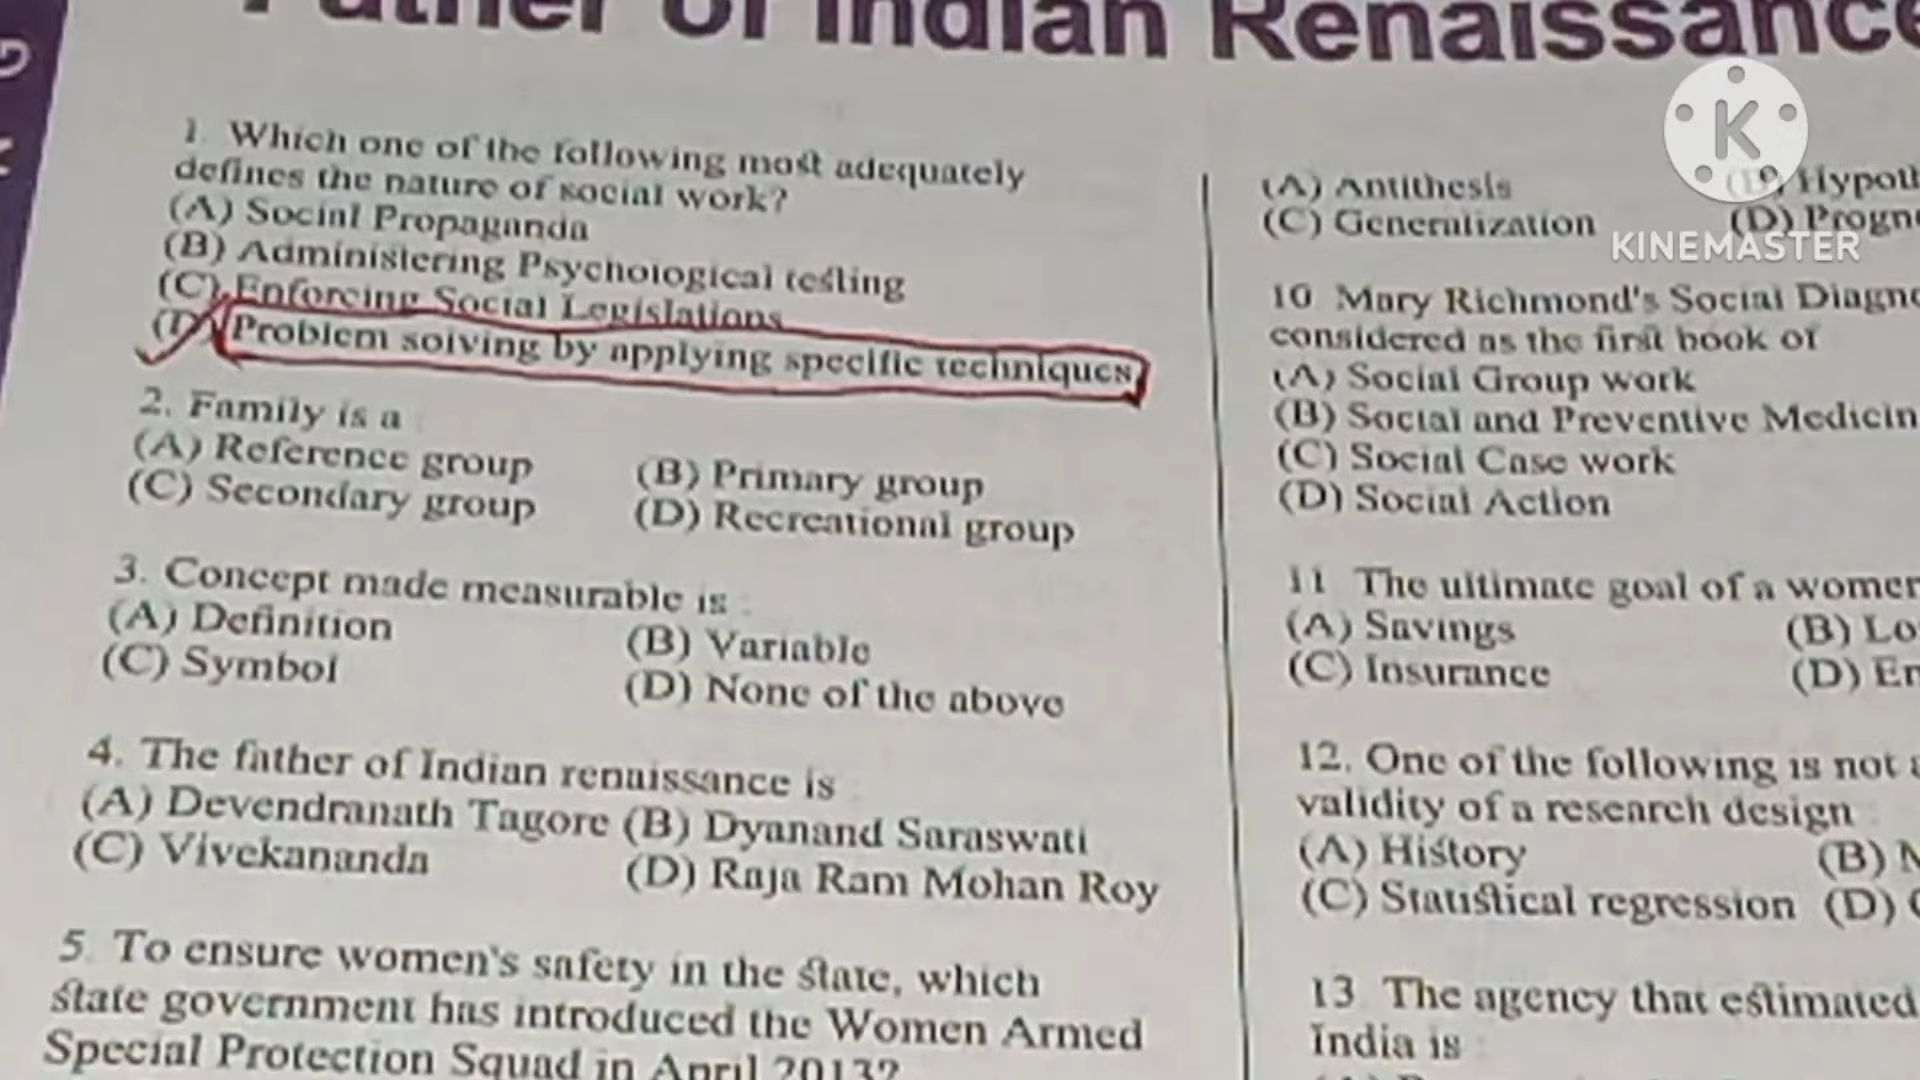 Father of Indian Renaissance
1. Which one of the following most adequately
defines the nature of social work?
(A) Social Propaganda
(B) Administering Psychological testing
(C) Enforcing Social Legislations
(D) Problem solving by applying specific techniques
2. Family is a :
(A) Reference group (B) Primary group
(C) Secondary group (D) Recreational group
3. Concept made measurable is :
(A) Definition (B) Variable
(C) Symbol (D) None of the above
4. The father of Indian renaissance is :
(A) Devendranath Tagore (B) Dyanand Saraswati
(C) Vivekananda (D) Raja Ram Mohan Roy
5. To ensure women's safety in the state, which
state government has introduced the Women Armed
Special Protection Squad in April 2013?
(A) Antithesis (B) Hypoth
(C) Generalization (D) Progn
10. Mary Richmond's Social Diagno
considered as the first book of
(A) Social Group work
(B) Social and Preventive Medicin
(C) Social Case work
(D) Social Action
11. The ultimate goal of a women
(A) Savings (B) Lo
(C) Insurance (D) En
12. One of the following is not a
validity of a research design :
(A) History (B) M
(C) Statistical regression (D)
13. The agency that estimated
India is :
K
KINEMASTER